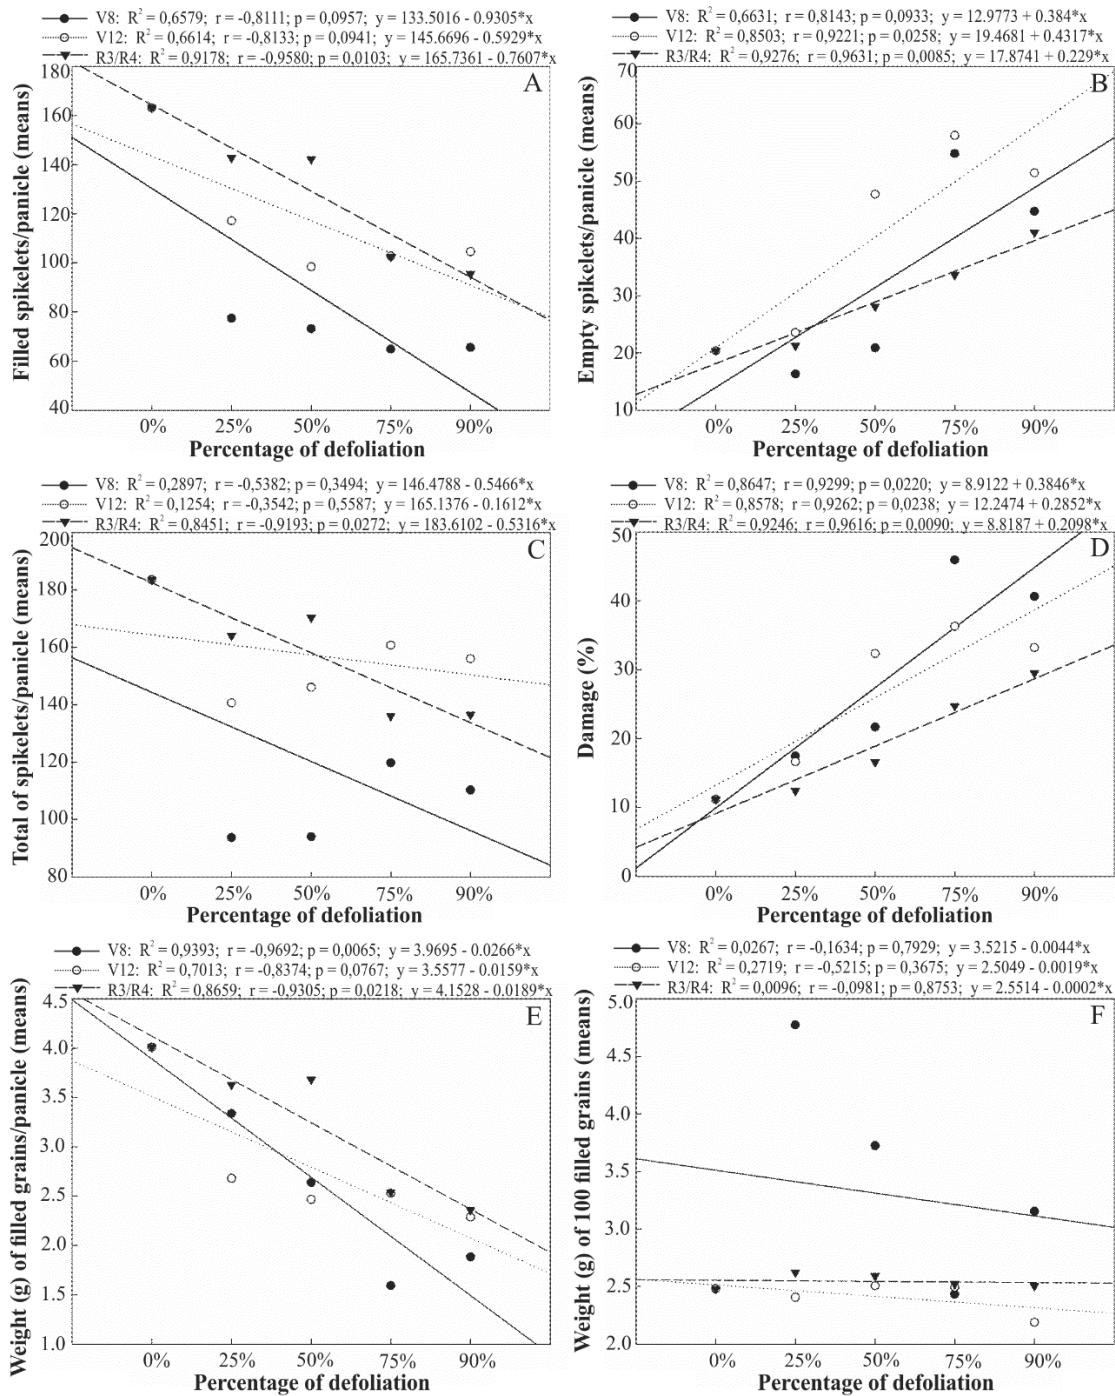 V8: R² = 0,6579; r = -0,8111; p = 0,0957; y = 133.5016 - 0.9305*x
V12: R² = 0,6614; r = -0,8133; p = 0,0941; y = 145.6696 - 0.5929*x
R3/R4: R² = 0,9178; r = -0,9580; p = 0,0103; y = 165.7361 - 0.7607*x
A
Filled spikelets/panicle (means)
180
160
140
120
100
80
60
40
0% 25% 50% 75% 90%
Percentage of defoliation
V8: R² = 0,6631; r = 0,8143; p = 0,0933; y = 12.9773 + 0.384*x
V12: R² = 0,8503; r = 0,9221; p = 0,0258; y = 19.4681 + 0.4317*x
R3/R4: R² = 0,9276; r = 0,9631; p = 0,0085; y = 17.8741 + 0.229*x
B
Empty spikelets/panicle (means)
70
60
50
40
30
20
10
0% 25% 50% 75% 90%
Percentage of defoliation
V8: R² = 0,2897; r = -0,5382; p = 0,3494; y = 146.4788 - 0.5466*x
V12: R² = 0,1254; r = -0,3542; p = 0,5587; y = 165.1376 - 0.1612*x
R3/R4: R² = 0,8451; r = -0,9193; p = 0,0272; y = 183.6102 - 0.5316*x
C
Total of spikelets/panicle (means)
200
180
160
140
120
100
80
0% 25% 50% 75% 90%
Percentage of defoliation
V8: R² = 0,8647; r = 0,9299; p = 0,0220; y = 8.9122 + 0.3846*x
V12: R² = 0,8578; r = 0,9262; p = 0,0238; y = 12.2474 + 0.2852*x
R3/R4: R² = 0,9246; r = 0,9616; p = 0,0090; y = 8.8187 + 0.2098*x
D
Damage (%)
50
40
30
20
10
0
0% 25% 50% 75% 90%
Percentage of defoliation
V8: R² = 0,9393; r = -0,9692; p = 0,0065; y = 3.9695 - 0.0266*x
V12: R² = 0,7013; r = -0,8374; p = 0,0767; y = 3.5577 - 0.0159*x
R3/R4: R² = 0,8659; r = -0,9305; p = 0,0218; y = 4.1528 - 0.0189*x
E
Weight (g) of filled grains/panicle (means)
4.5
4.0
3.5
3.0
2.5
2.0
1.5
1.0
0% 25% 50% 75% 90%
Percentage of defoliation
V8: R² = 0,0267; r = -0,1634; p = 0,7929; y = 3.5215 - 0.0044*x
V12: R² = 0,2719; r = -0,5215; p = 0,3675; y = 2.5049 - 0.0019*x
R3/R4: R² = 0,0096; r = -0,0981; p = 0,8753; y = 2.5514 - 0.0002*x
F
Weight (g) of 100 filled grains (means)
5.0
4.5
4.0
3.5
3.0
2.5
2.0
0% 25% 50% 75% 90%
Percentage of defoliation